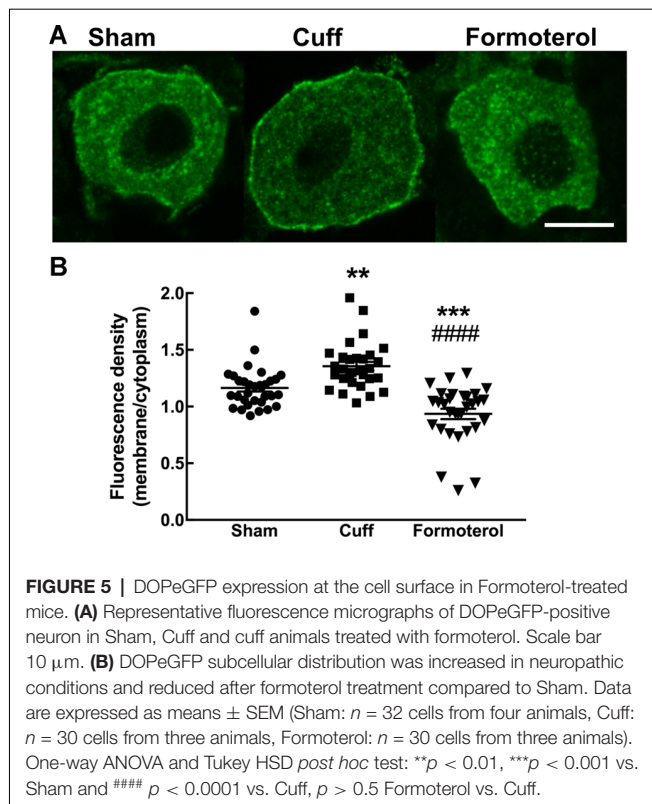 A Sham Cuff Formoterol
B
**
***
####
Fluorescence density
(membrane/cytoplasm)
2.0
1.5
1.0
0.5
0.0
Sham Cuff Formoterol
FIGURE 5 | DOPeGFP expression at the cell surface in Formoterol-treated
mice. (A) Representative fluorescence micrographs of DOPeGFP-positive
neuron in Sham, Cuff and cuff animals treated with formoterol. Scale bar
10 μm. (B) DOPeGFP subcellular distribution was increased in neuropathic
conditions and reduced after formoterol treatment compared to Sham. Data
are expressed as means ± SEM (Sham: n = 32 cells from four animals, Cuff:
n = 30 cells from three animals, Formoterol: n = 30 cells from three animals).
One-way ANOVA and Tukey HSD post hoc test: **p < 0.01, ***p < 0.001 vs.
Sham and #### p < 0.0001 vs. Cuff, p > 0.5 Formoterol vs. Cuff.